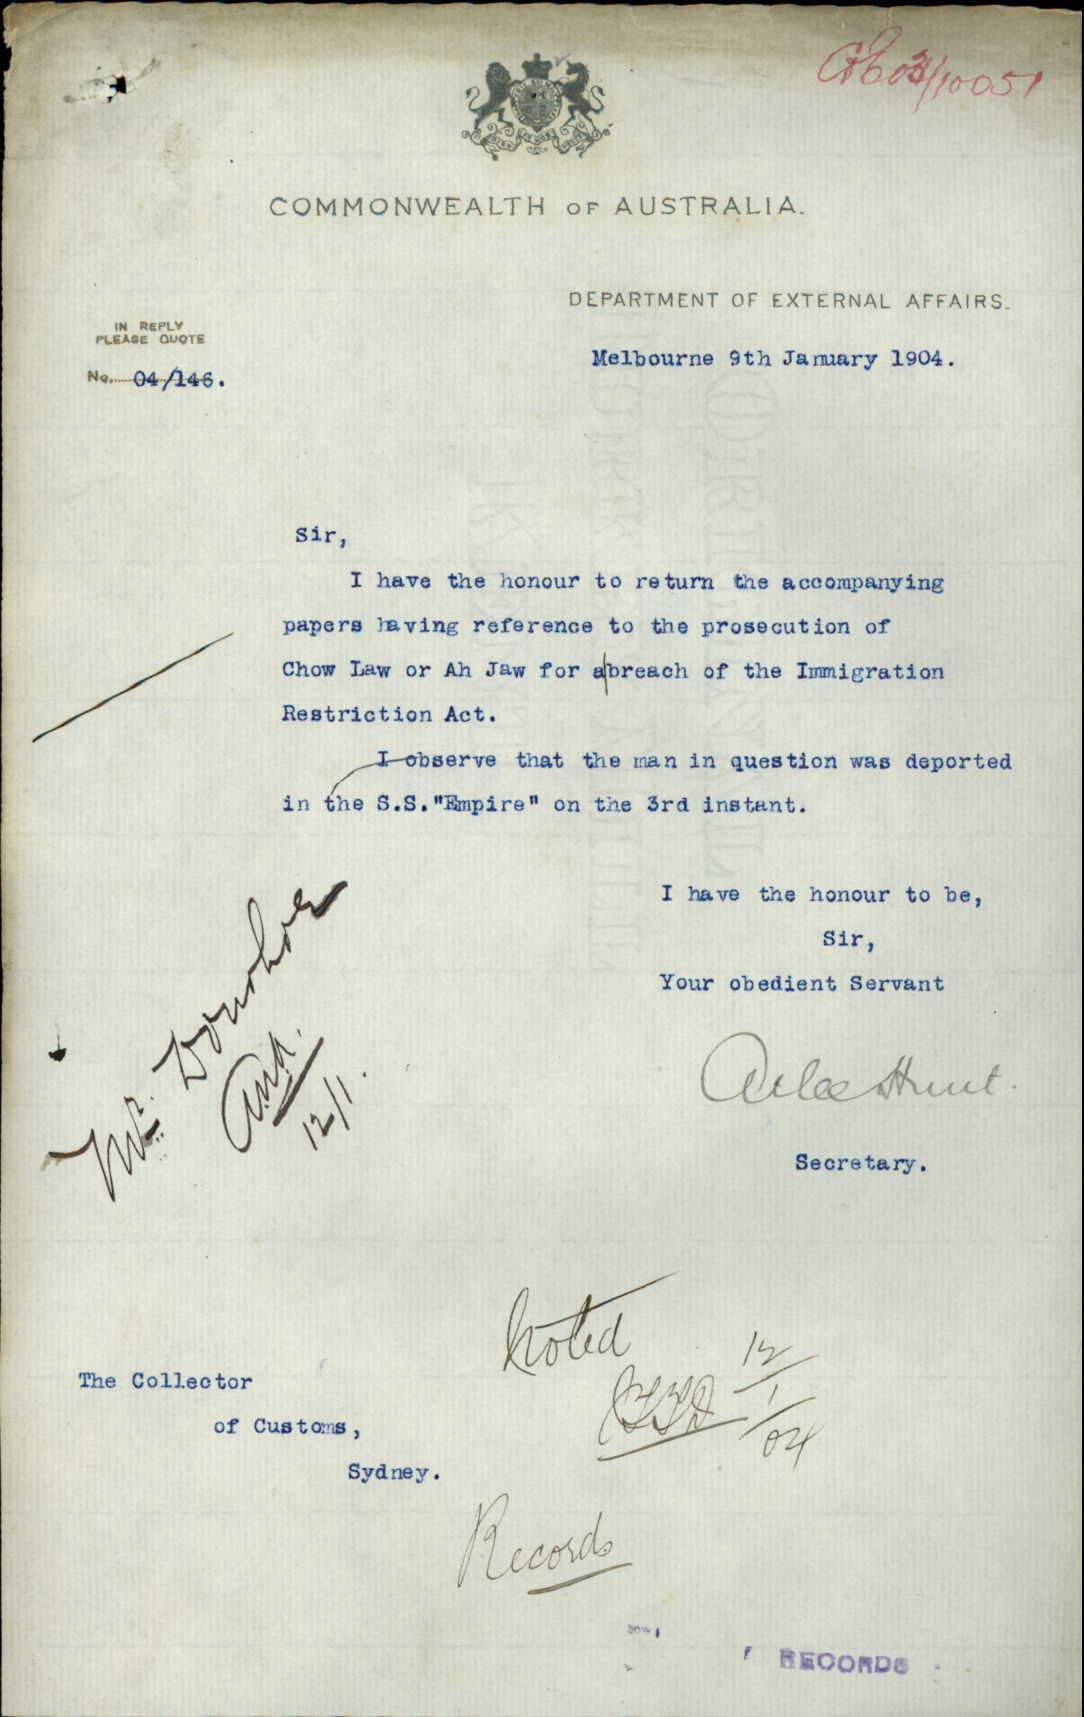 COMMONWEALTH OF AUSTRALIA.
DEPARTMENT OF EXTERNAL AFFAIRS.
IN REPLY
PLEASE QUOTE
No. 04/146.
Melbourne 9th January 1904.
Sir,
I have the honour to return the accompanying
papers having reference to the prosecution of
Chow Law or Ah Jaw for a breach of the Immigration
Restriction Act.
I observe that the man in question was deported
in the S.S."Empire" on the 3rd instant.
I have the honour to be,
Sir,
Your obedient Servant
Atlee Hunt.
Secretary.
Mr. Donohoe
12/1.
Noted
12/1/04
The Collector
of Customs,
Sydney.
Records
RECORDS